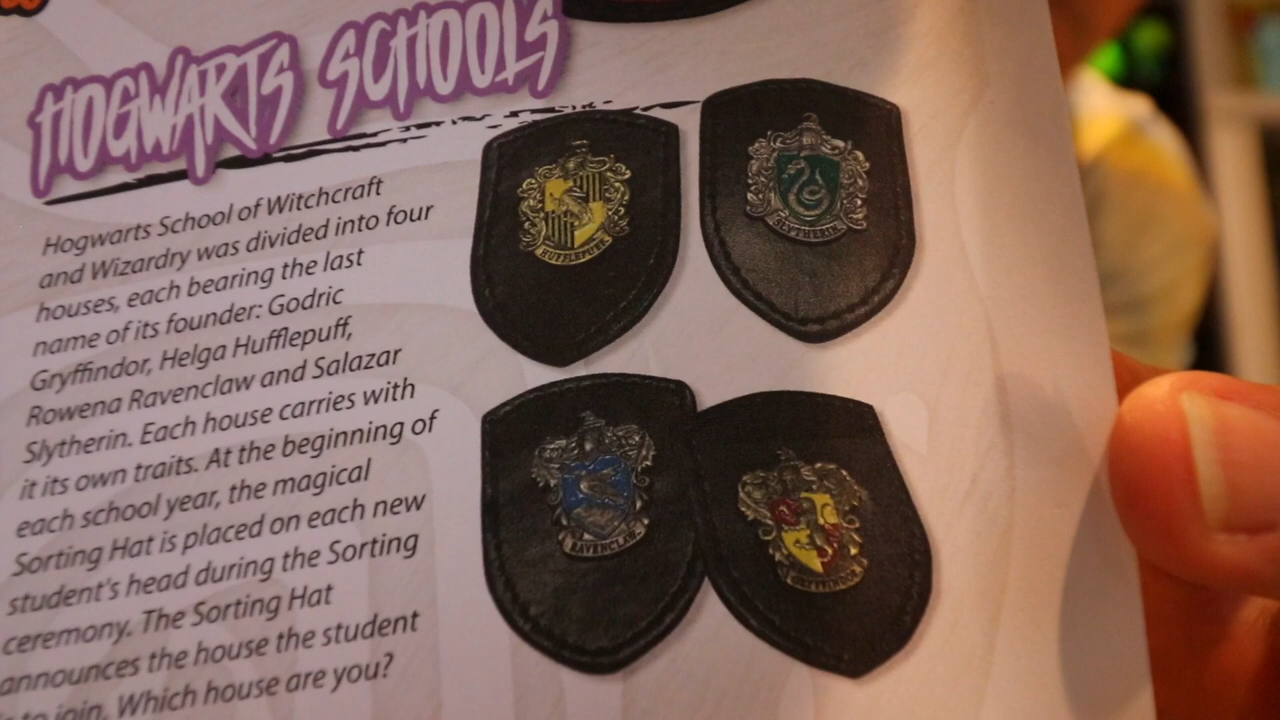 HOGWARTS SCHOOLS
Hogwarts School of Witchcraft
and Wizardry was divided into four
houses, each bearing the last
name of its founder: Godric
Gryffindor, Helga Hufflepuff,
Rowena Ravenclaw and Salazar
Slytherin. Each house carries with
it its own traits. At the beginning of
each school year, the magical
Sorting Hat is placed on each new
student's head during the Sorting
ceremony. The Sorting Hat
announces the house the student
to join. Which house are you?
HUFFLEPUFF
SLYTHERIN
RAVENCLAW
GRYFFINDOR